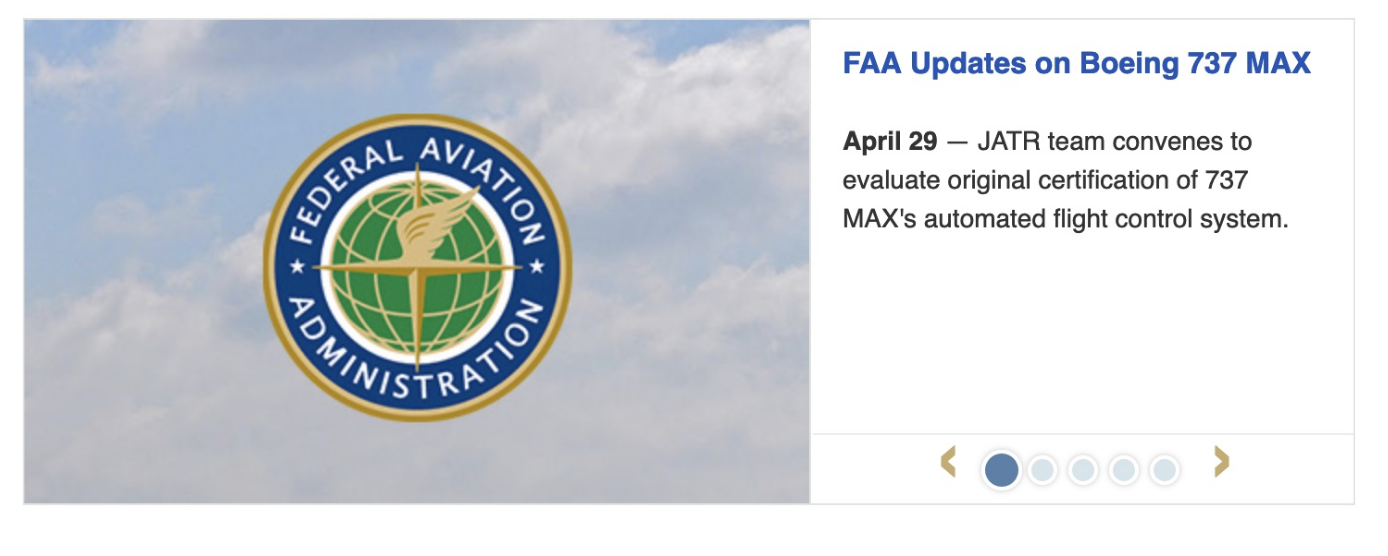 FEDERAL AVIATION
ADMINISTRATION
FAA Updates on Boeing 737 MAX
April 29 — JATR team convenes to
evaluate original certification of 737
MAX's automated flight control system.